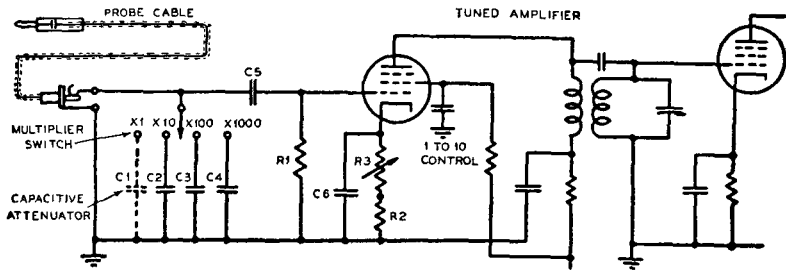 PROBE CABLE
TUNED AMPLIFIER
C5
MULTIPLIER
SWITCH
X1
X10
X100
X1000
1 TO 10
CONTROL
R1
R3
CAPACITIVE
ATTENUATOR
C1
C2
C3
C4
C6
R2